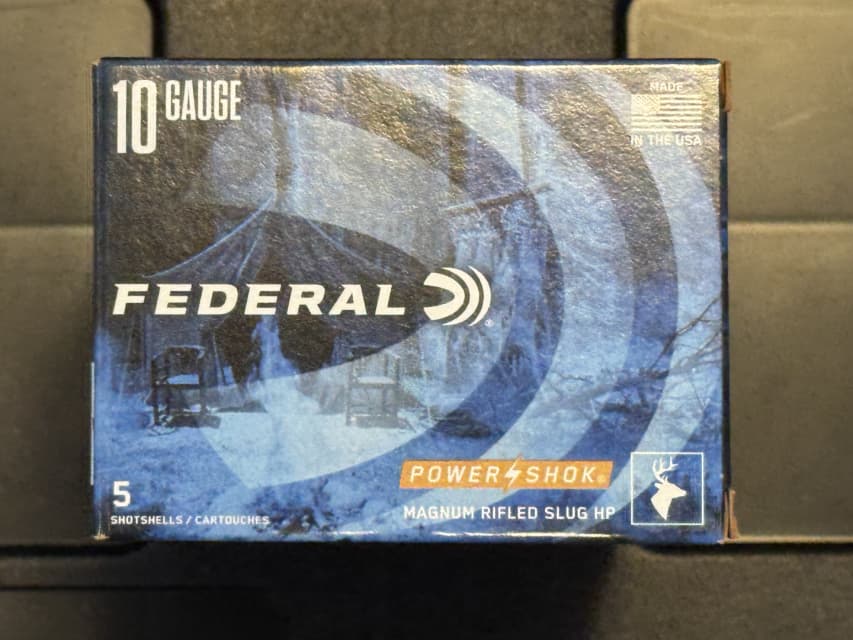 10 GAUGE
MADE
IN THE USA
FEDERAL
®
POWER SHOK®
5
SHOTSHELLS / CARTOUCHES
MAGNUM RIFLED SLUG HP